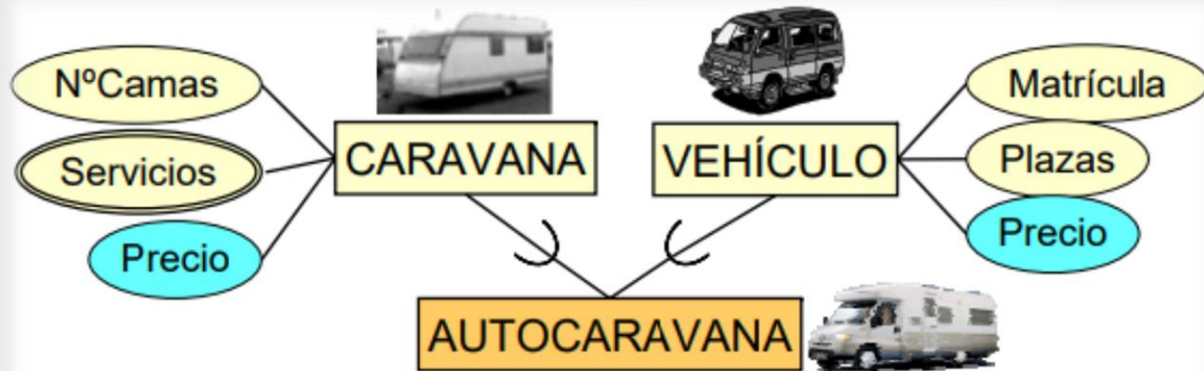 NºCamas
Servicios
Precio
CARAVANA
VEHÍCULO
Matrícula
Plazas
Precio
AUTOCARAVANA